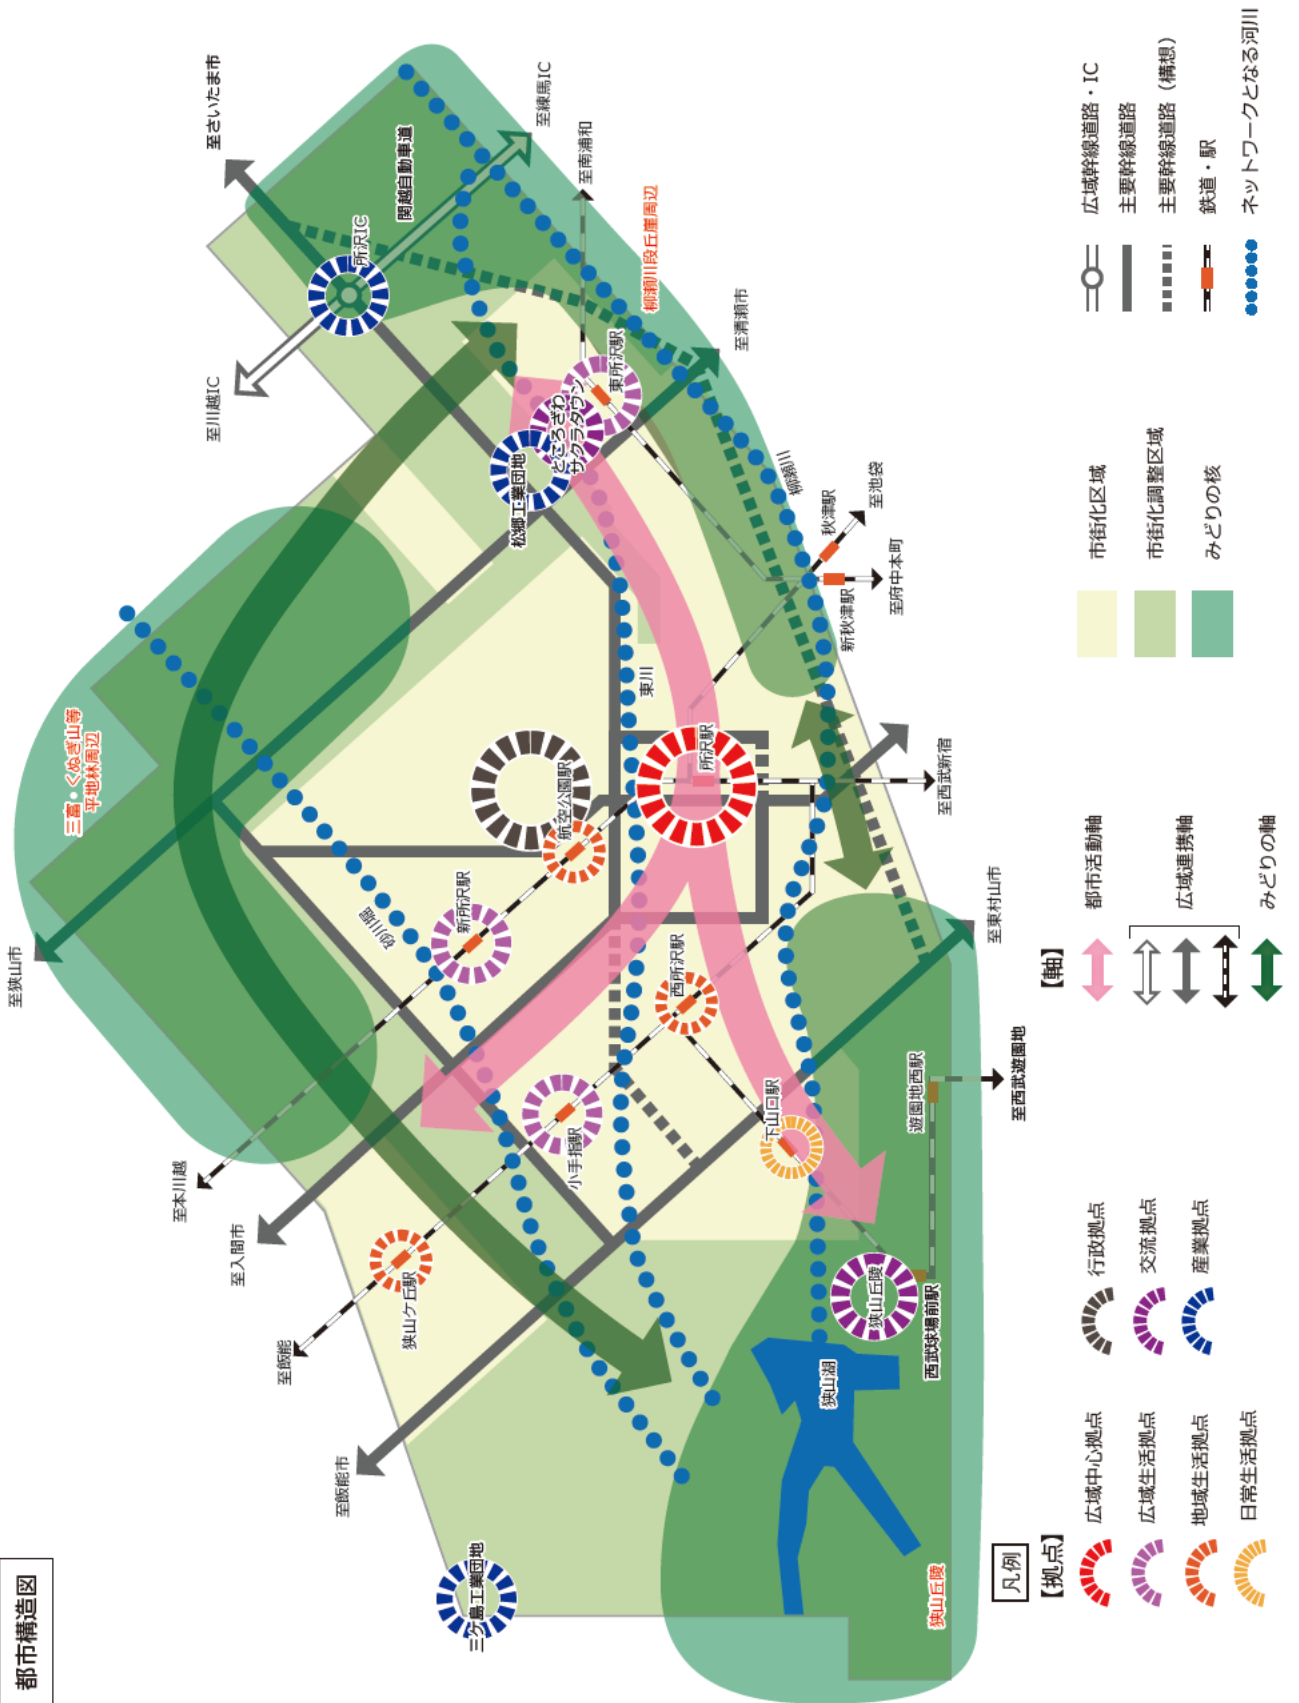 都市構造図
至狭山市
三富・くぬぎ山等
平地林周辺
至さいたま市
至川越IC
所沢IC
関越自動車道
至練馬IC
至南浦和
柳瀬川段丘崖周辺
至清瀬市
東所沢駅
ところざわ
サクラタウン
松郷工業団地
柳瀬川
秋津駅
至池袋
新秋津駅
至府中本町
東川
砂川堀
航空公園駅
所沢駅
新所沢駅
至西武新宿
西所沢駅
至東村山市
至本川越
至入間市
小手指駅
下山口駅
遊園地西駅
至西武遊園地
狭山ケ丘駅
至飯能
至飯能市
狭山丘陵
西武球場前駅
狭山湖
三ケ島工業団地
狭山丘陵
凡例
【拠点】
広域中心拠点
広域生活拠点
地域生活拠点
日常生活拠点
行政拠点
交流拠点
産業拠点
【軸】
都市活動軸
広域連携軸
みどりの軸
市街化区域
市街化調整区域
みどりの核
広域幹線道路・IC
主要幹線道路
主要幹線道路（構想）
鉄道・駅
ネットワークとなる河川